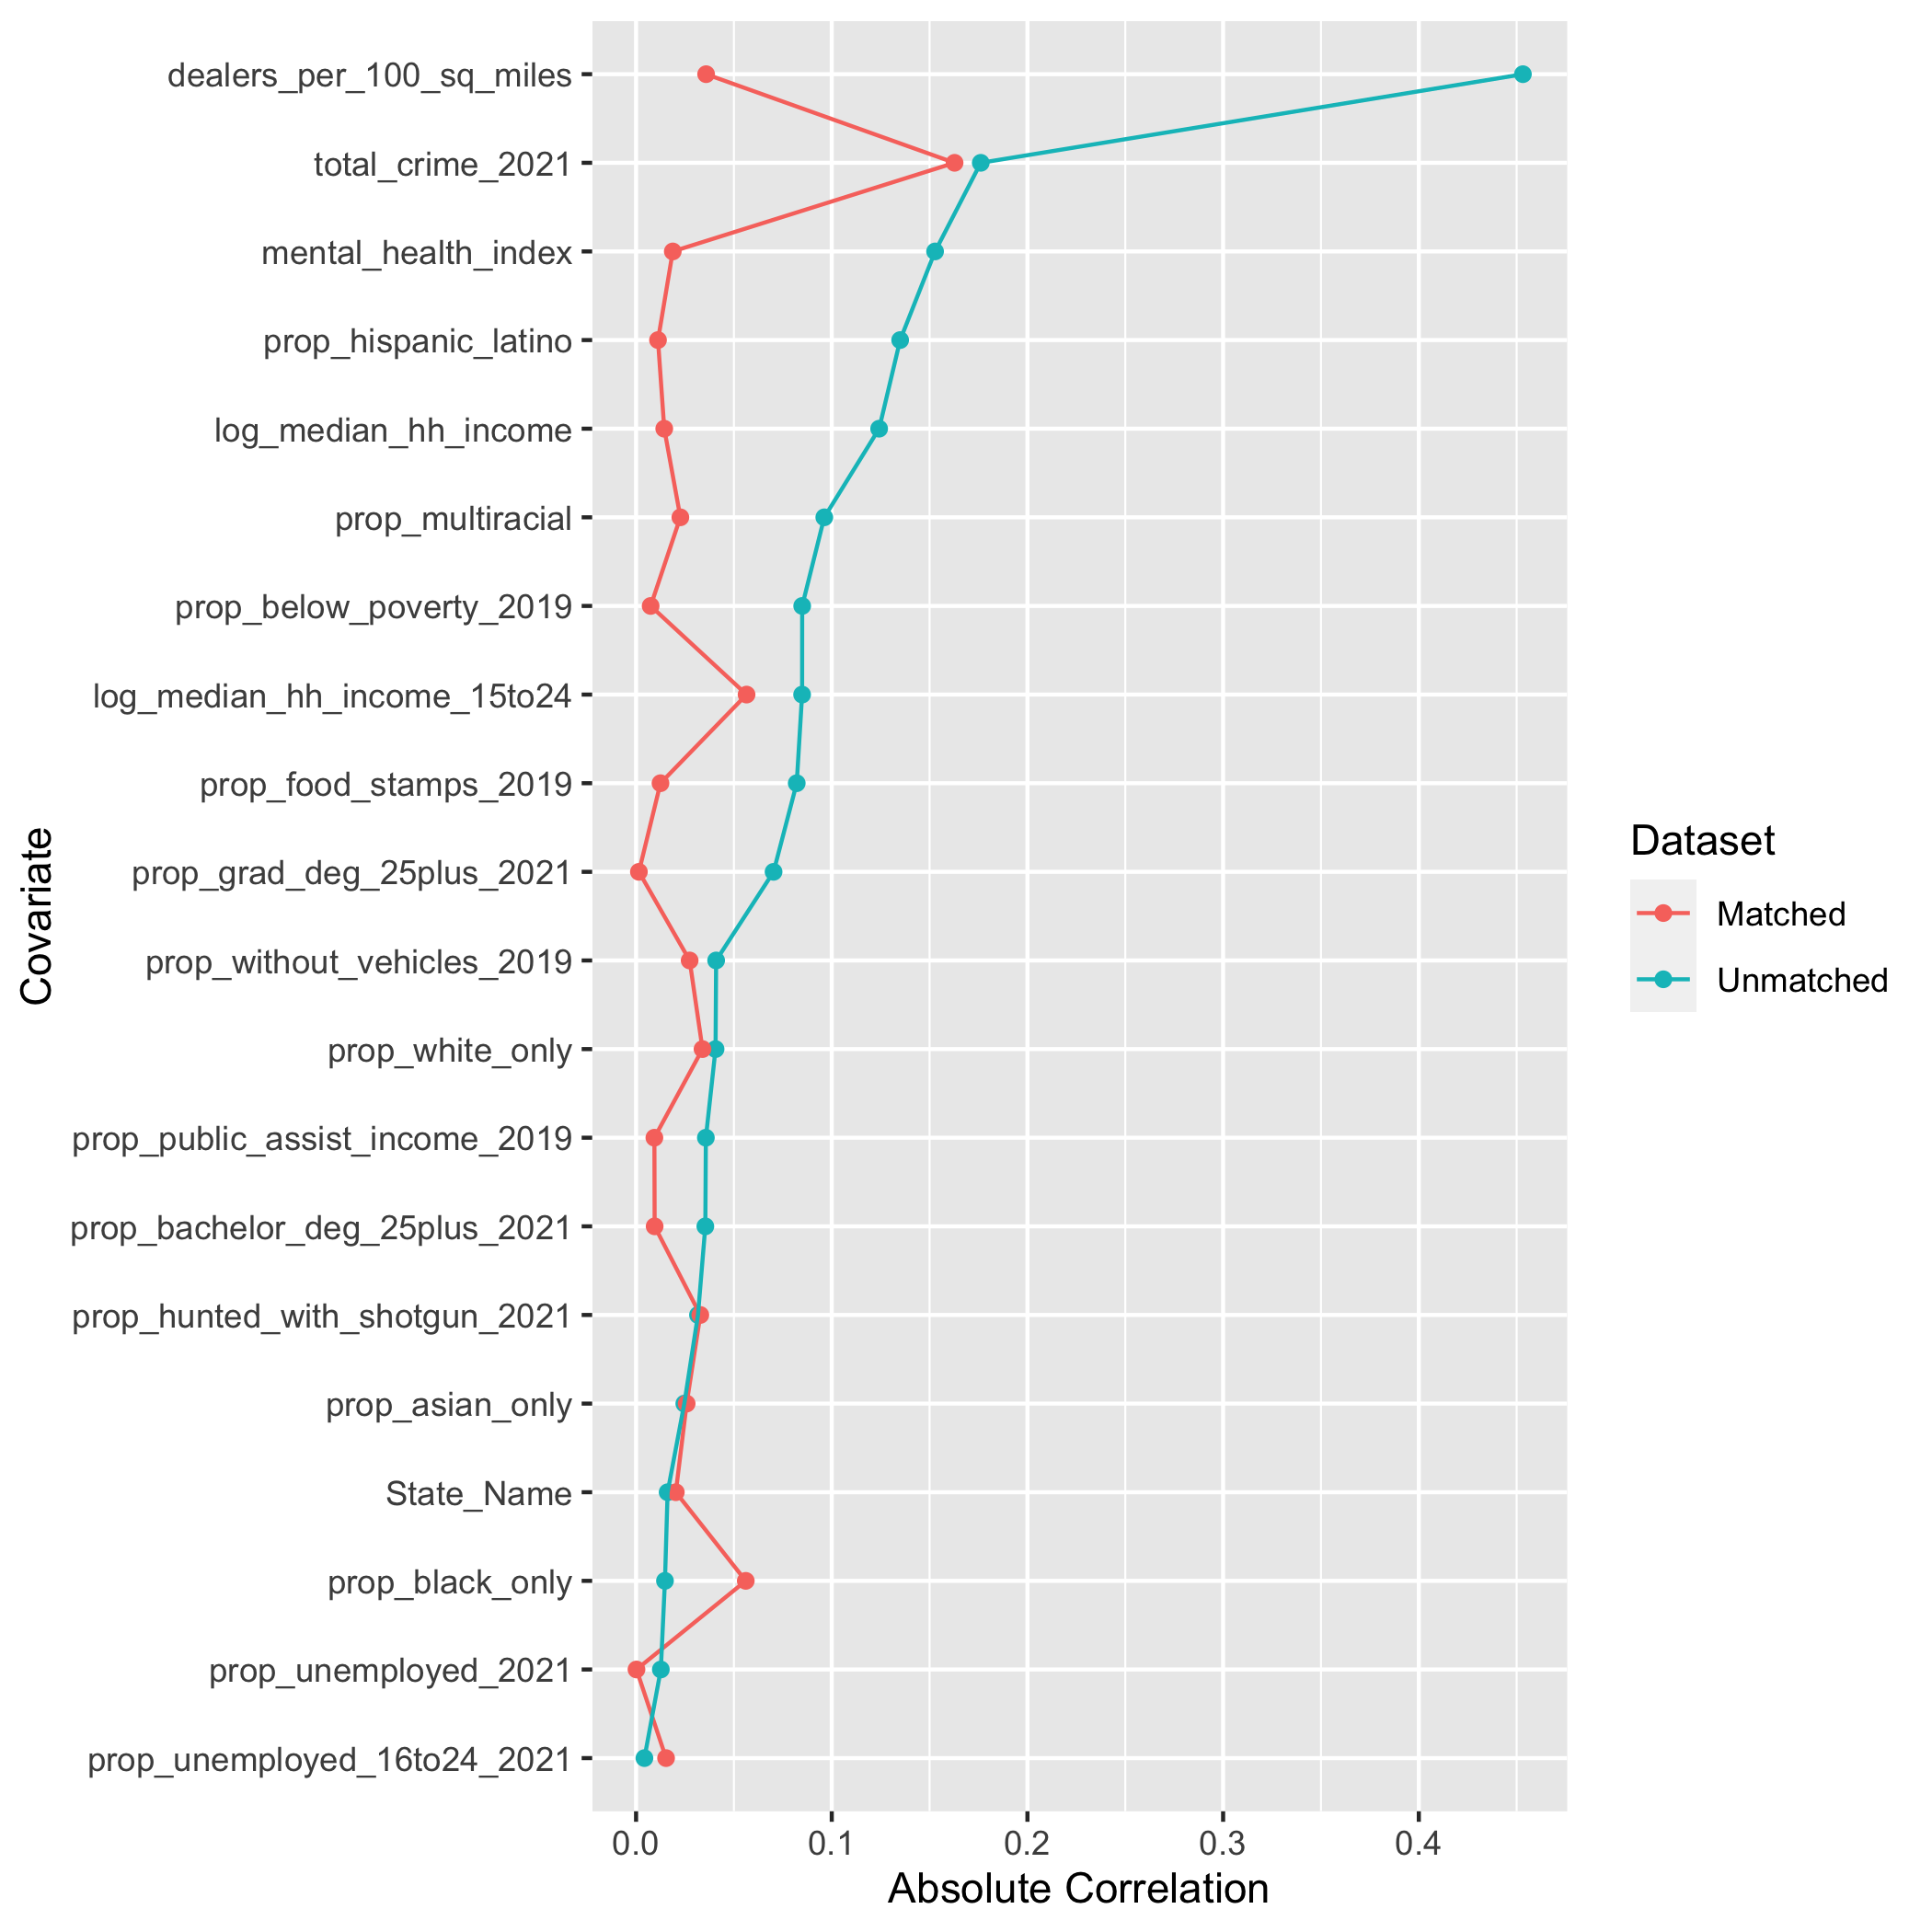 dealers_per_100_sq_miles
total_crime_2021
mental_health_index
prop_hispanic_latino
log_median_hh_income
prop_multiracial
prop_below_poverty_2019
log_median_hh_income_15to24
prop_food_stamps_2019
prop_grad_deg_25plus_2021
prop_without_vehicles_2019
prop_white_only
prop_public_assist_income_2019
prop_bachelor_deg_25plus_2021
prop_hunted_with_shotgun_2021
prop_asian_only
State_Name
prop_black_only
prop_unemployed_2021
prop_unemployed_16to24_2021
Covariate
0.0 0.1 0.2 0.3 0.4
Absolute Correlation
Dataset
Matched
Unmatched